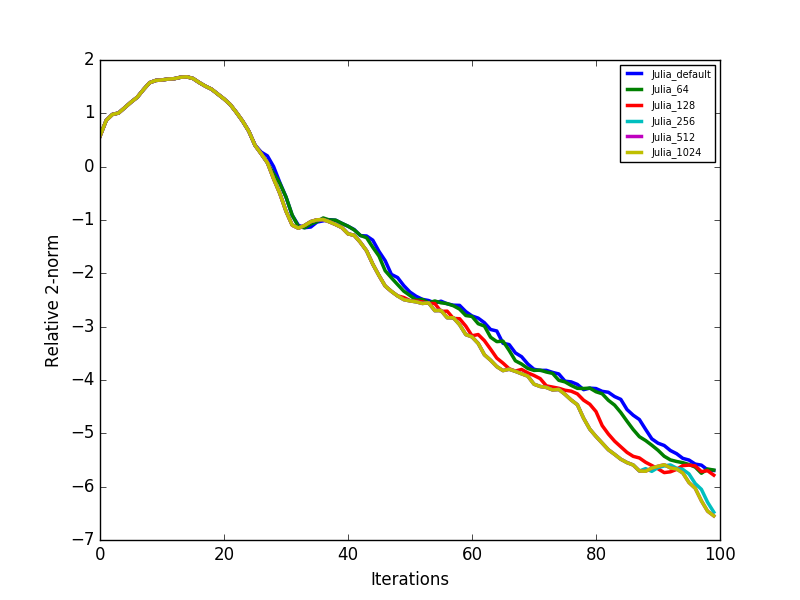 2
1
0
−1
−2
−3
−4
−5
−6
−7
0 20 40 60 80 100
Relative 2-norm
Iterations
Julia_default
Julia_64
Julia_128
Julia_256
Julia_512
Julia_1024